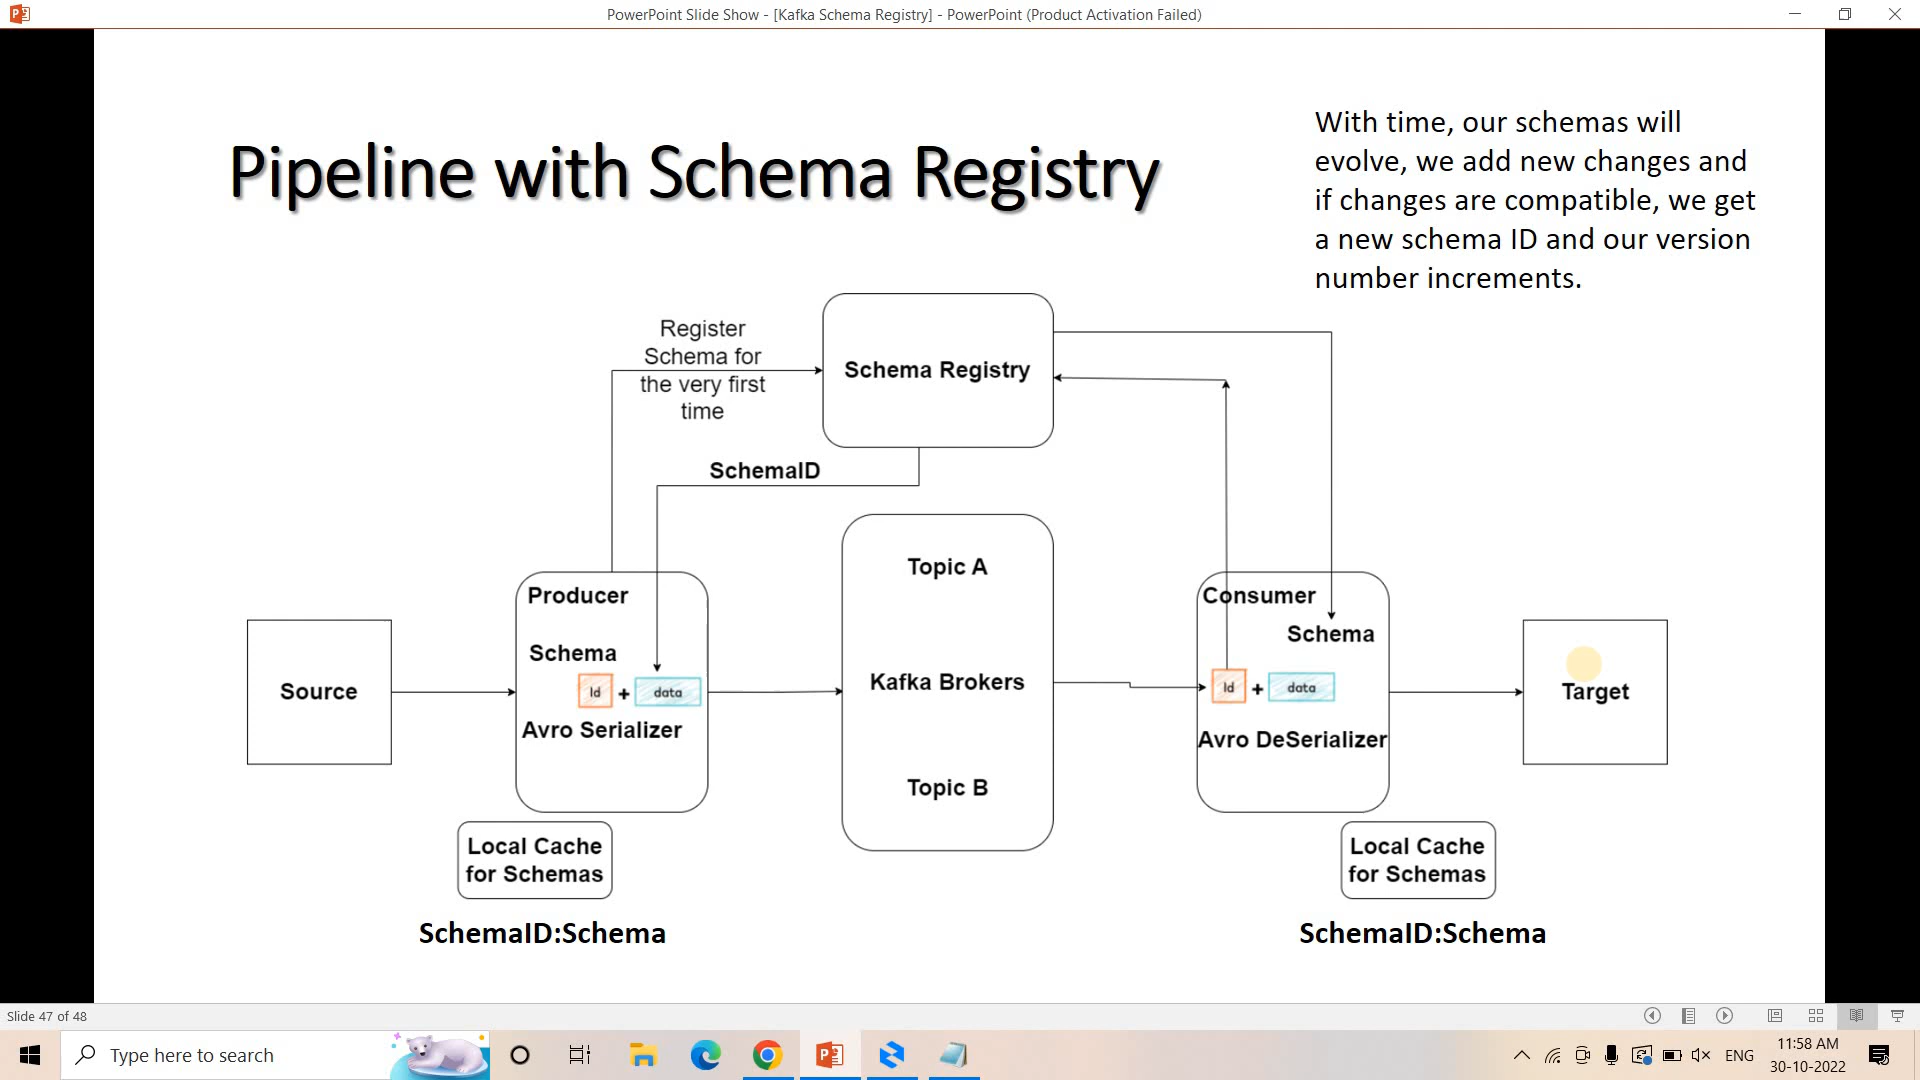 PowerPoint Slide Show - [Kafka Schema Registry] - PowerPoint (Product Activation Failed)
Pipeline with Schema Registry
With time, our schemas will
evolve, we add new changes and
if changes are compatible, we get
a new schema ID and our version
number increments.
Register
Schema for
the very first
time
Schema Registry
SchemaID
Source
Producer
Schema
Id + data
Avro Serializer
Local Cache
for Schemas
SchemaID:Schema
Topic A
Kafka Brokers
Topic B
Consumer
Schema
Id + data
Avro DeSerializer
Local Cache
for Schemas
SchemaID:Schema
Target
Slide 47 of 48
Type here to search
ENG
11:58 AM
30-10-2022